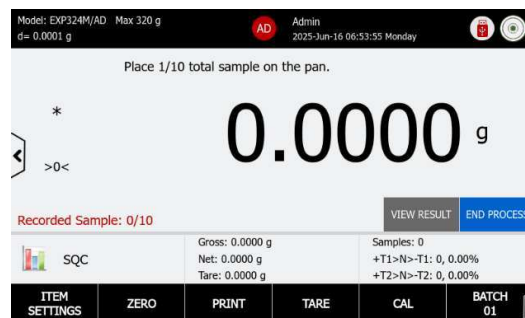 Model: EXP324M/AD Max 320 g
d= 0.0001 g
AD
Admin
2025-Jun-16 06:53:55 Monday
Place 1/10 total sample on the pan.
*
>0<
0.0000 g
Recorded Sample: 0/10
VIEW RESULT
END PROCESS
SQC
Gross: 0.0000 g
Net: 0.0000 g
Tare: 0.0000 g
Samples: 0
+T1>N>-T1: 0, 0.00%
+T2>N>-T2: 0, 0.00%
ITEM
SETTINGS
ZERO
PRINT
TARE
CAL
BATCH
01